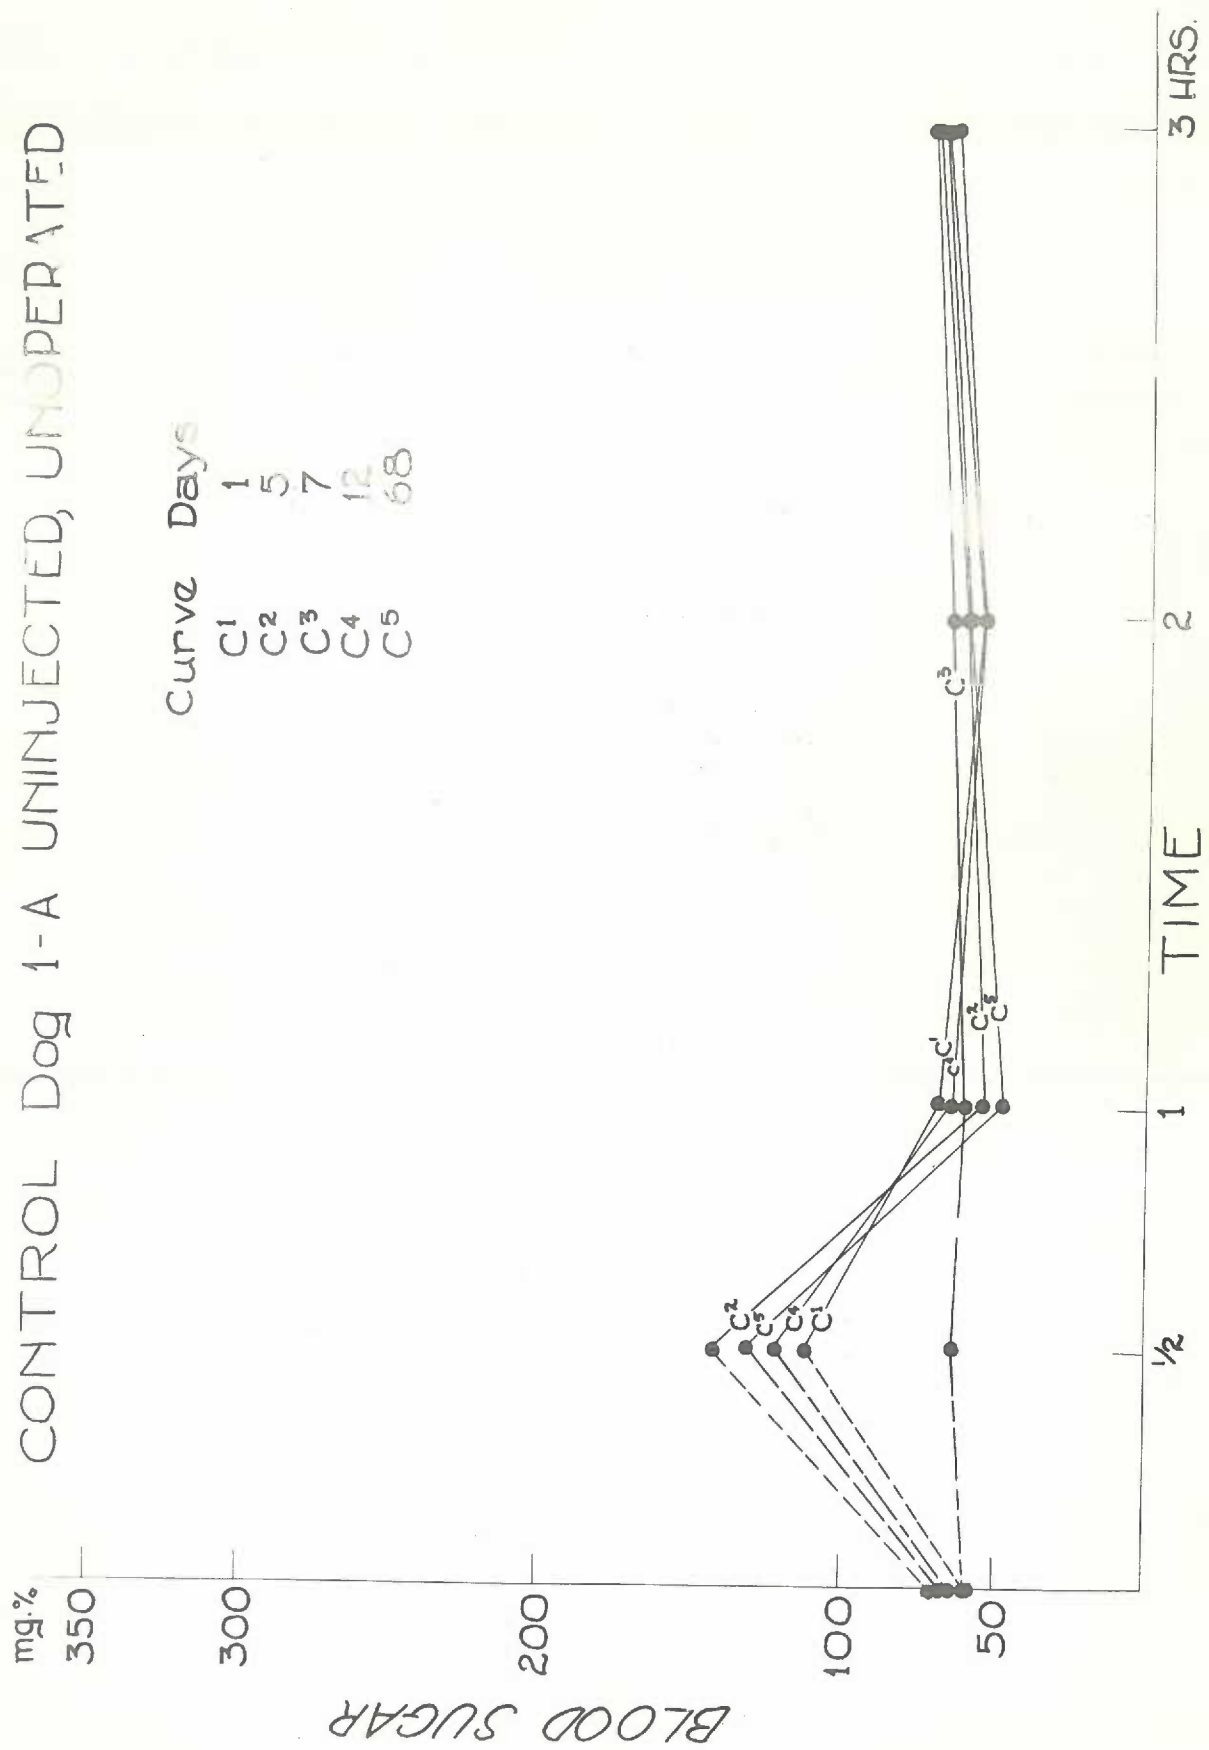 CONTROL Dog 1-A UNINJECTED, UNOPERATED
mg.%
350
300
200
100
50
BLOOD SUGAR
Curve Days
C1 1
C2 5
C3 7
C4 12
C5 68
C2
C5
C4
C1
C1
C4
C2
C5
C3
1/2
1
2
3 HRS.
TIME